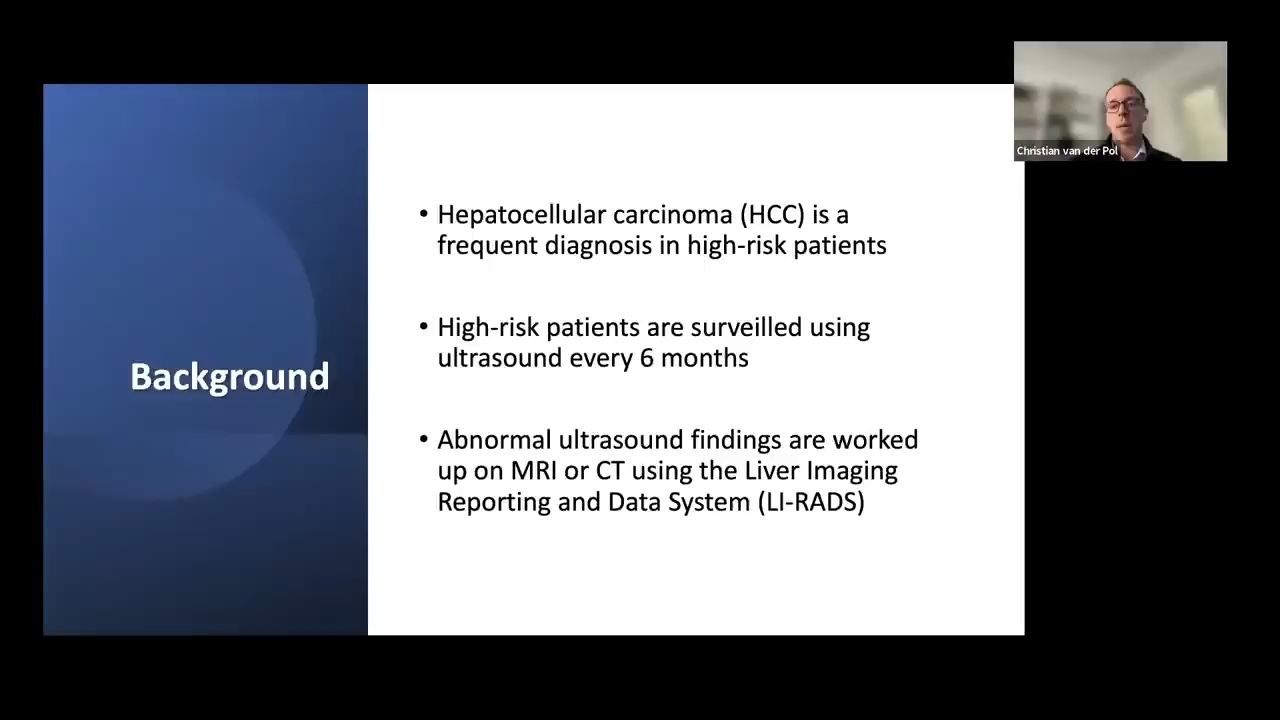 Christian van der Pol
Background
• Hepatocellular carcinoma (HCC) is a
frequent diagnosis in high-risk patients
• High-risk patients are surveilled using
ultrasound every 6 months
• Abnormal ultrasound findings are worked
up on MRI or CT using the Liver Imaging
Reporting and Data System (LI-RADS)